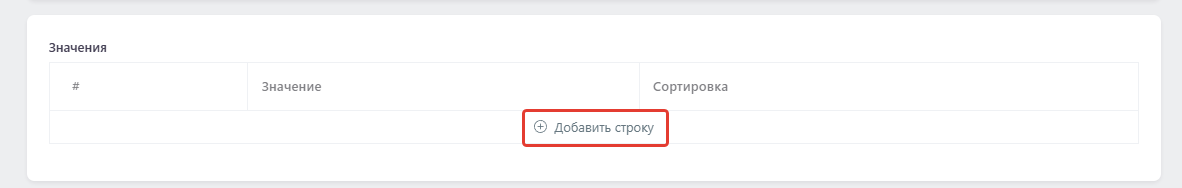 Значения
# Значение Сортировка
Добавить строку